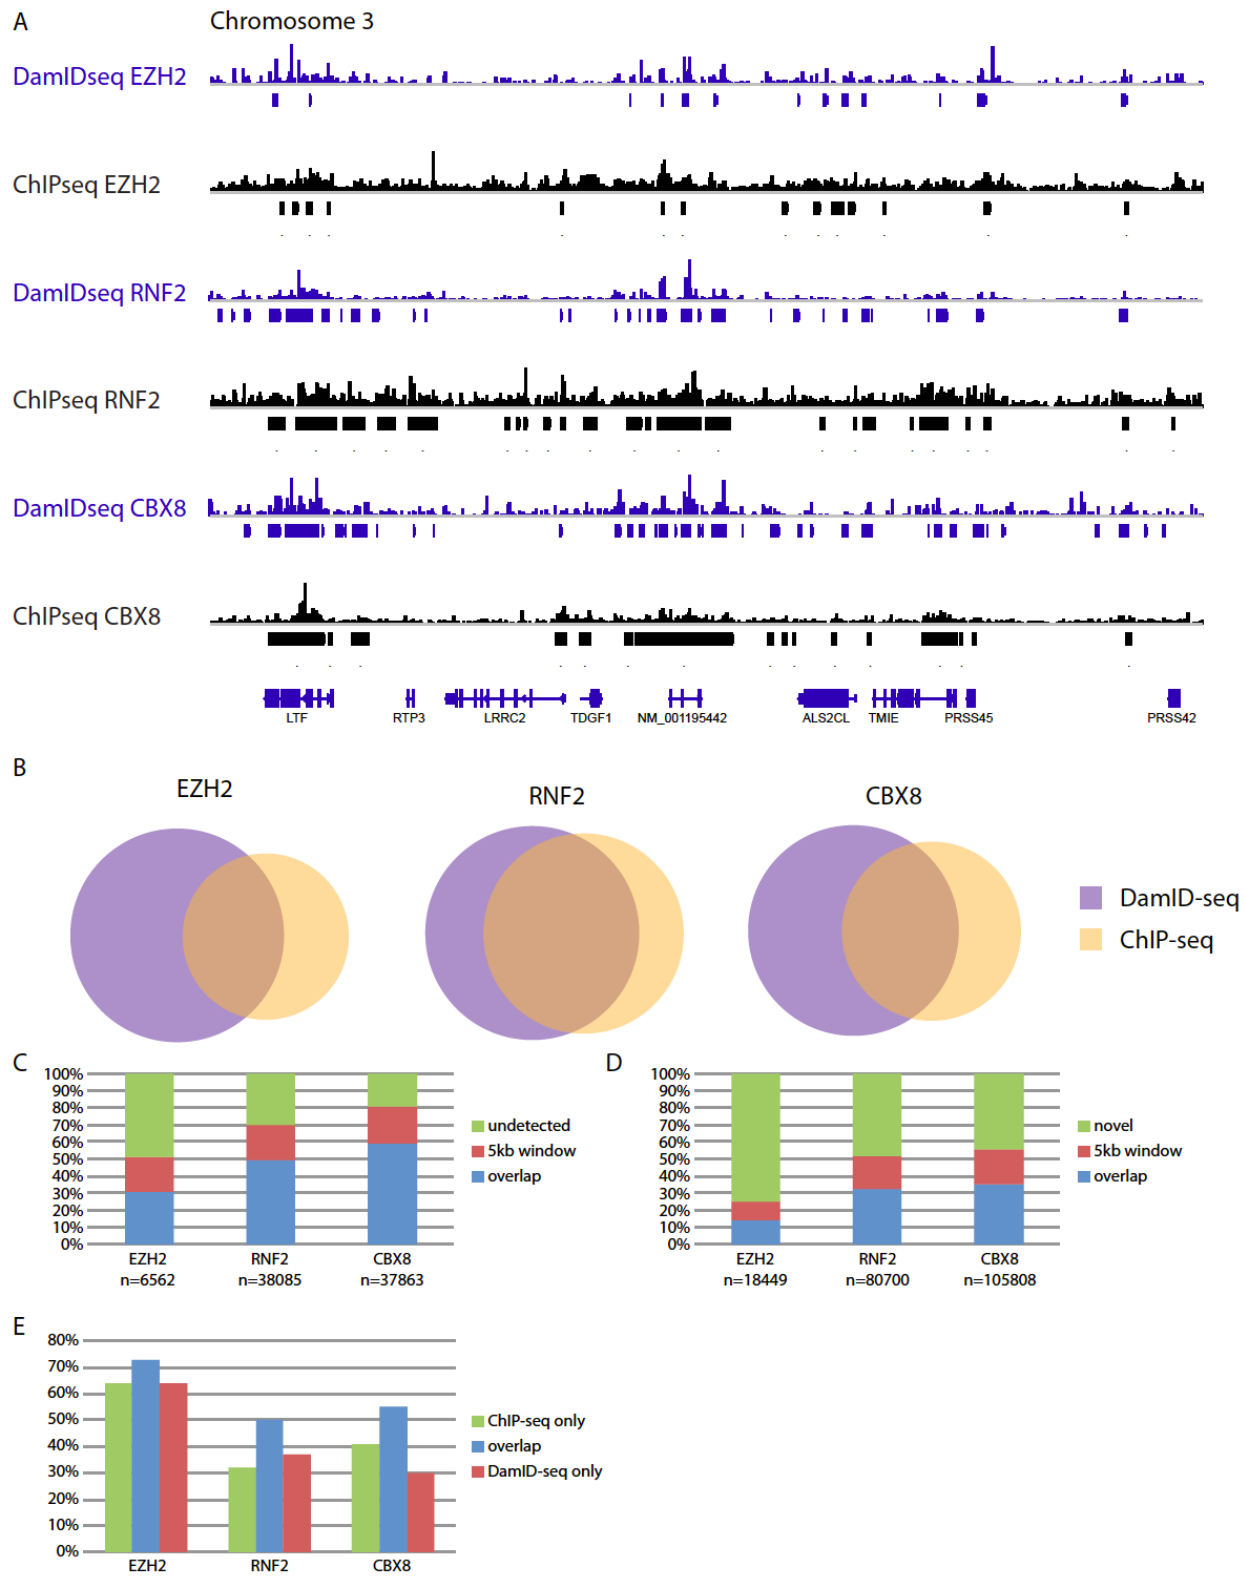 A
Chromosome 3
DamIDseq EZH2
ChIPseq EZH2
DamIDseq RNF2
ChIPseq RNF2
DamIDseq CBX8
ChIPseq CBX8
LTF RTP3 LRRC2 TDGF1 NM_001195442 ALS2CL TMIE PRSS45 PRSS42
B
EZH2 RNF2 CBX8
DamID-seq
ChIP-seq
C
100%
90%
80%
70%
60%
50%
40%
30%
20%
10%
0%
EZH2 RNF2 CBX8
n=6562 n=38085 n=37863
undetected
5kb window
overlap
D
100%
90%
80%
70%
60%
50%
40%
30%
20%
10%
0%
EZH2 RNF2 CBX8
n=18449 n=80700 n=105808
novel
5kb window
overlap
E
80%
70%
60%
50%
40%
30%
20%
10%
0%
EZH2 RNF2 CBX8
ChIP-seq only
overlap
DamID-seq only